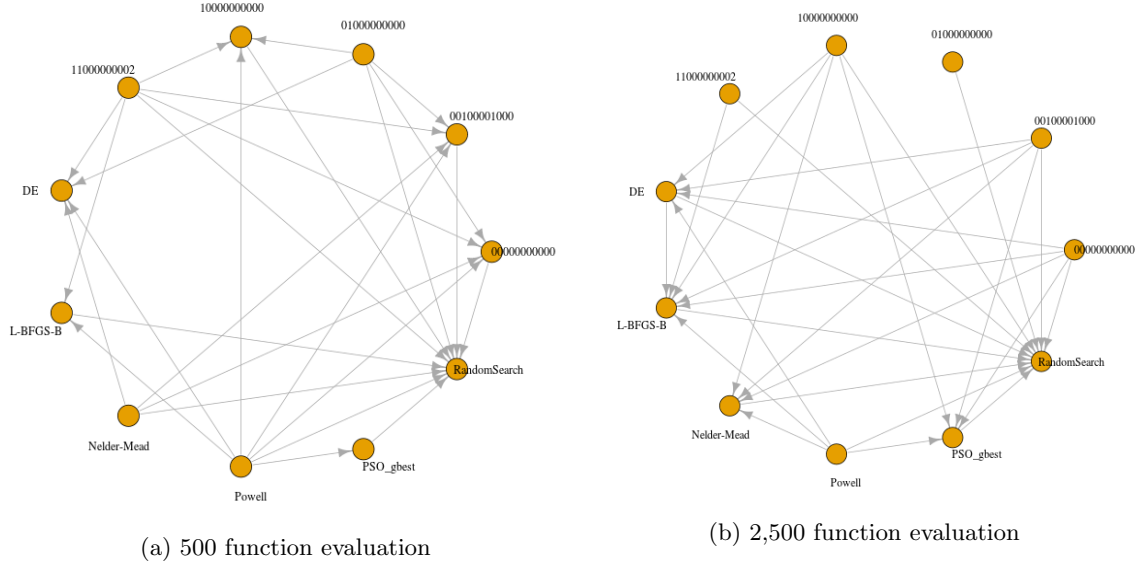 10000000000
01000000000
11000000002
00100001000
DE
00000000000
L-BFGS-B
RandomSearch
Nelder-Mead
PSO_gbest
Powell
(a) 500 function evaluation
10000000000
01000000000
11000000002
00100001000
DE
00000000000
L-BFGS-B
RandomSearch
Nelder-Mead
PSO_gbest
Powell
(b) 2,500 function evaluation